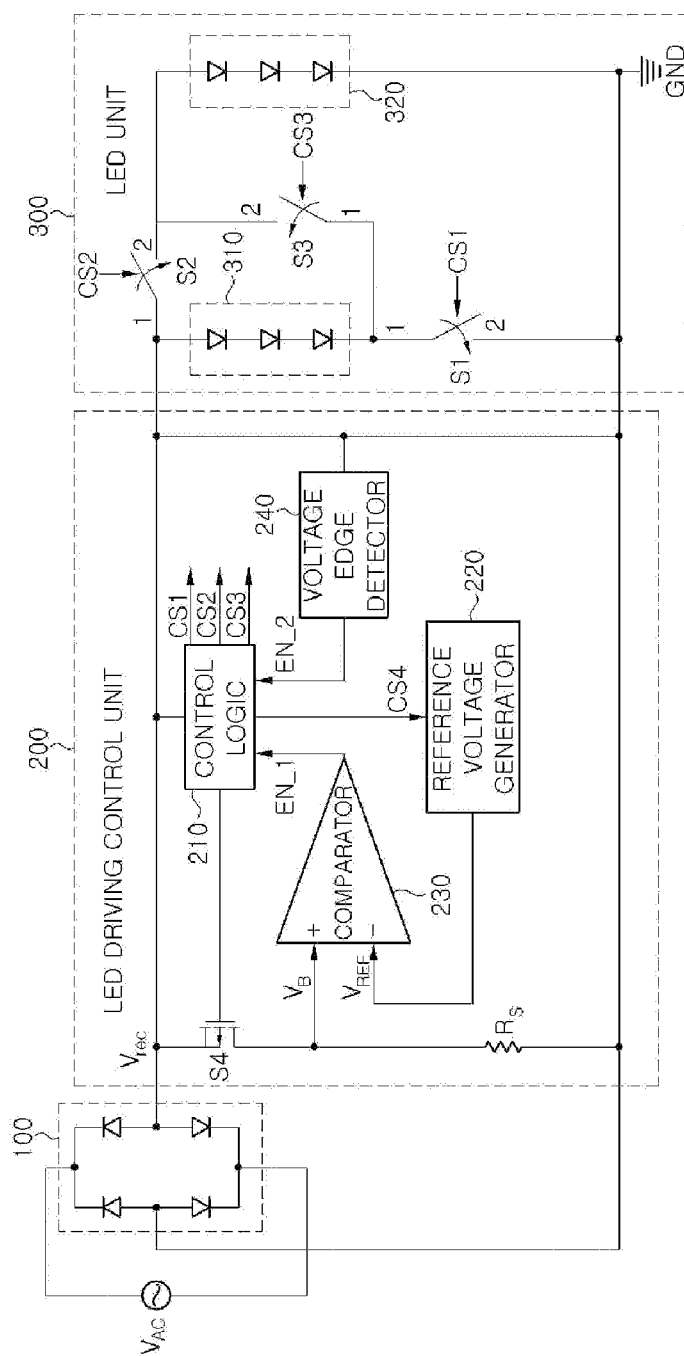 V_AC
100
V_rec
200
LED DRIVING CONTROL UNIT
S4
R_S
V_B
V_REF
+
−
COMPARATOR
230
210
CONTROL
LOGIC
CS1
CS2
CS3
EN_1
EN_2
CS4
REFERENCE
VOLTAGE
GENERATOR
220
VOLTAGE
EDGE
DETECTOR
240
300
LED UNIT
CS2
1
2
S2
310
320
CS3
2
1
S3
1
2
S1
CS1
GND